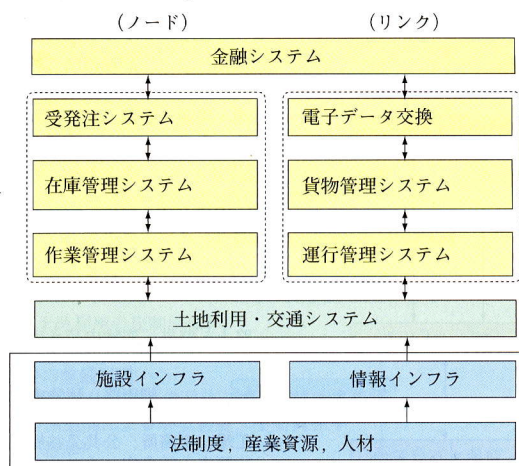 （ノード）
（リンク）
金融システム
受発注システム
電子データ交換
在庫管理システム
貨物管理システム
作業管理システム
運行管理システム
土地利用・交通システム
施設インフラ
情報インフラ
法制度，産業資源，人材